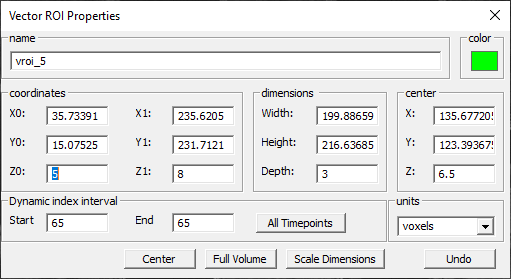 Vector ROI Properties
name
color
vroi_5
coordinates
dimensions
center
X0: 35.73391 X1: 235.6205 Width: 199.88659 X: 135.677205
Y0: 15.07525 Y1: 231.7121 Height: 216.63685 Y: 123.393675
Z0: 5 Z1: 8 Depth: 3 Z: 6.5
Dynamic index interval
units
Start 65 End 65 All Timepoints voxels
Center Full Volume Scale Dimensions Undo